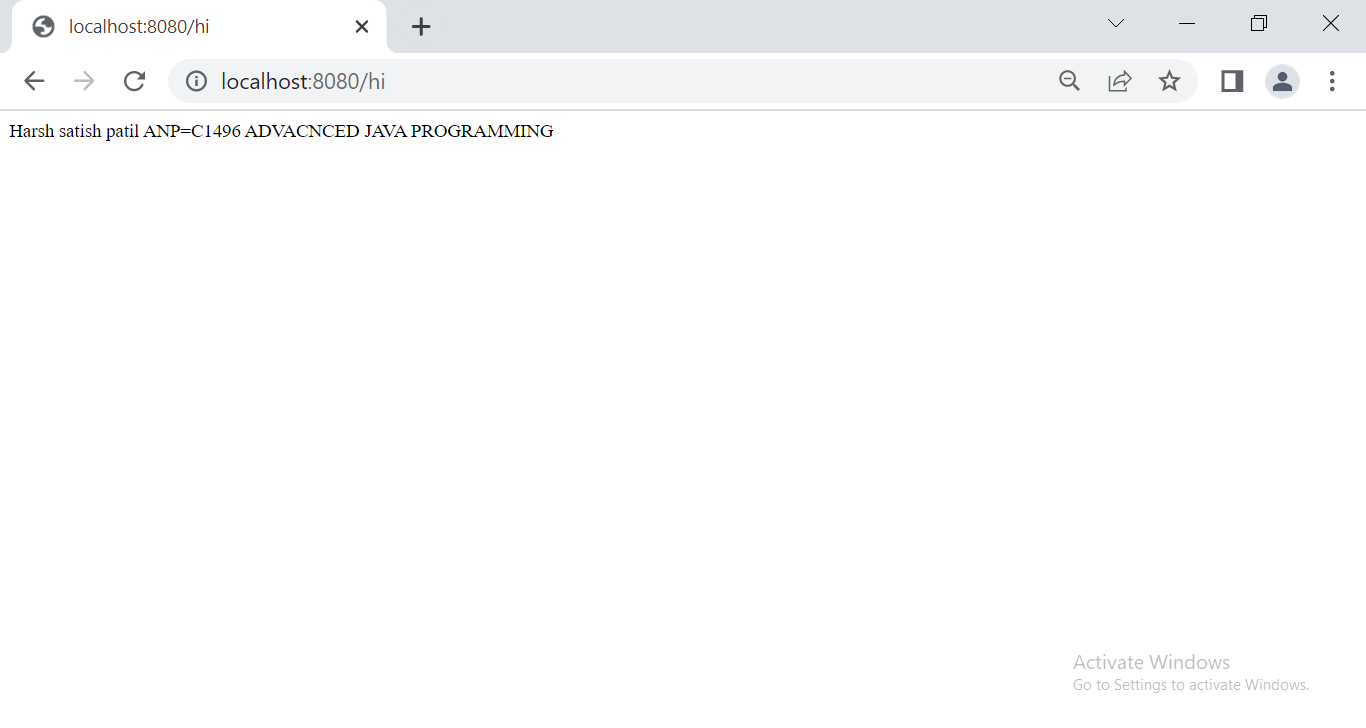 localhost:8080/hi
localhost:8080/hi
Harsh satish patil ANP=C1496 ADVACNCED JAVA PROGRAMMING
Activate Windows
Go to Settings to activate Windows.